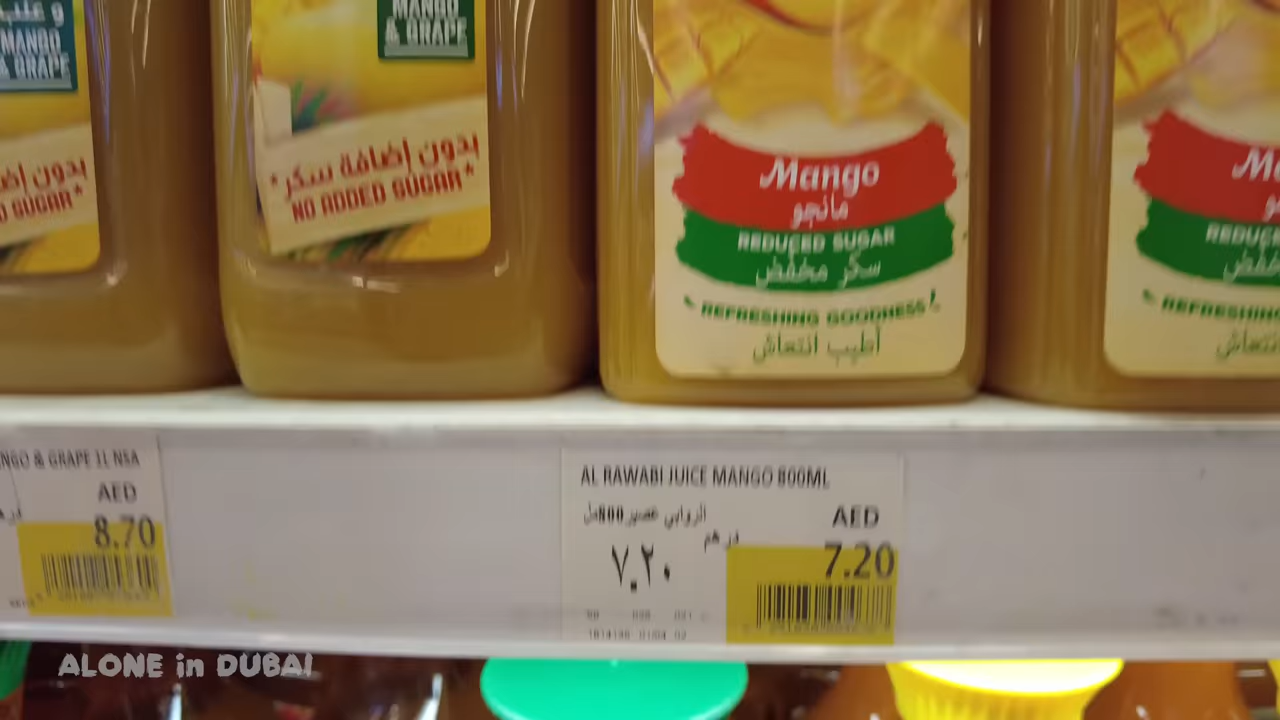 و عنب
MANGO
& GRAPE
MANGO
& GRAPE
بدون إضافة سكر*
NO ADDED SUGAR*
SUGAR*
Mango
مانجو
REDUCED SUGAR
سكر مخفض
REFRESHING GOODNESS
أطيب انتعاش
& GRAPE 1L NSA
AED
8.70
AL RAWABI JUICE MANGO 800ML
الروابي عصير 800مل
AED
درهم
٧.٢٠
7.20
ALONE in DUBAI